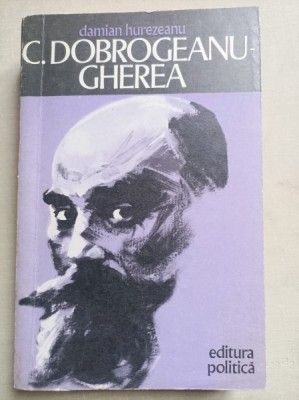 damian hurezeanu
C. DOBROGEANU-
GHEREA
editura
politică